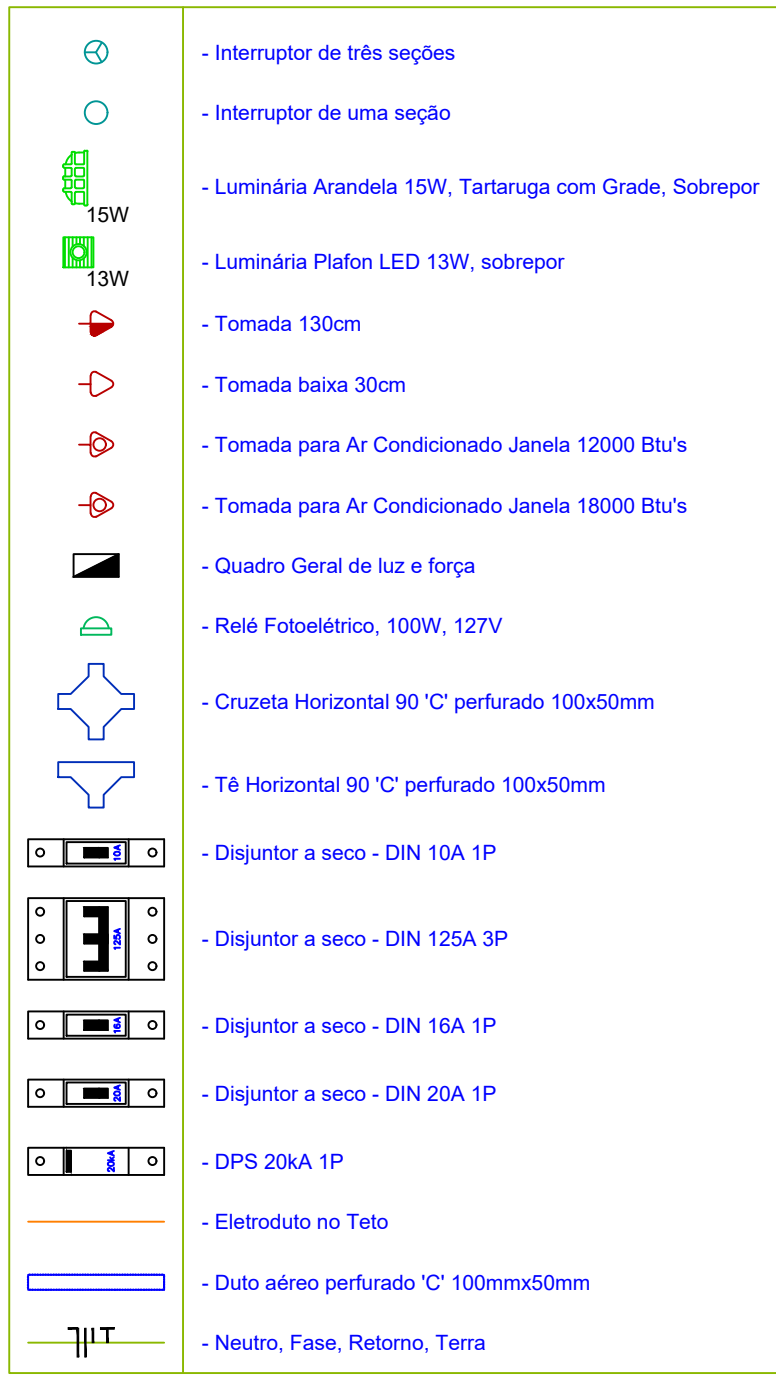 - Interruptor de três seções
- Interruptor de uma seção
- Luminária Arandela 15W, Tartaruga com Grade, Sobrepor
15W
- Luminária Plafon LED 13W, sobrepor
13W
- Tomada 130cm
- Tomada baixa 30cm
- Tomada para Ar Condicionado Janela 12000 Btu's
- Tomada para Ar Condicionado Janela 18000 Btu's
- Quadro Geral de luz e força
- Relé Fotoelétrico, 100W, 127V
- Cruzeta Horizontal 90 'C' perfurado 100x50mm
- Tê Horizontal 90 'C' perfurado 100x50mm
10A
- Disjuntor a seco - DIN 10A 1P
125A
- Disjuntor a seco - DIN 125A 3P
16A
- Disjuntor a seco - DIN 16A 1P
20A
- Disjuntor a seco - DIN 20A 1P
20kA
- DPS 20kA 1P
- Eletroduto no Teto
- Duto aéreo perfurado 'C' 100mmx50mm
- Neutro, Fase, Retorno, Terra